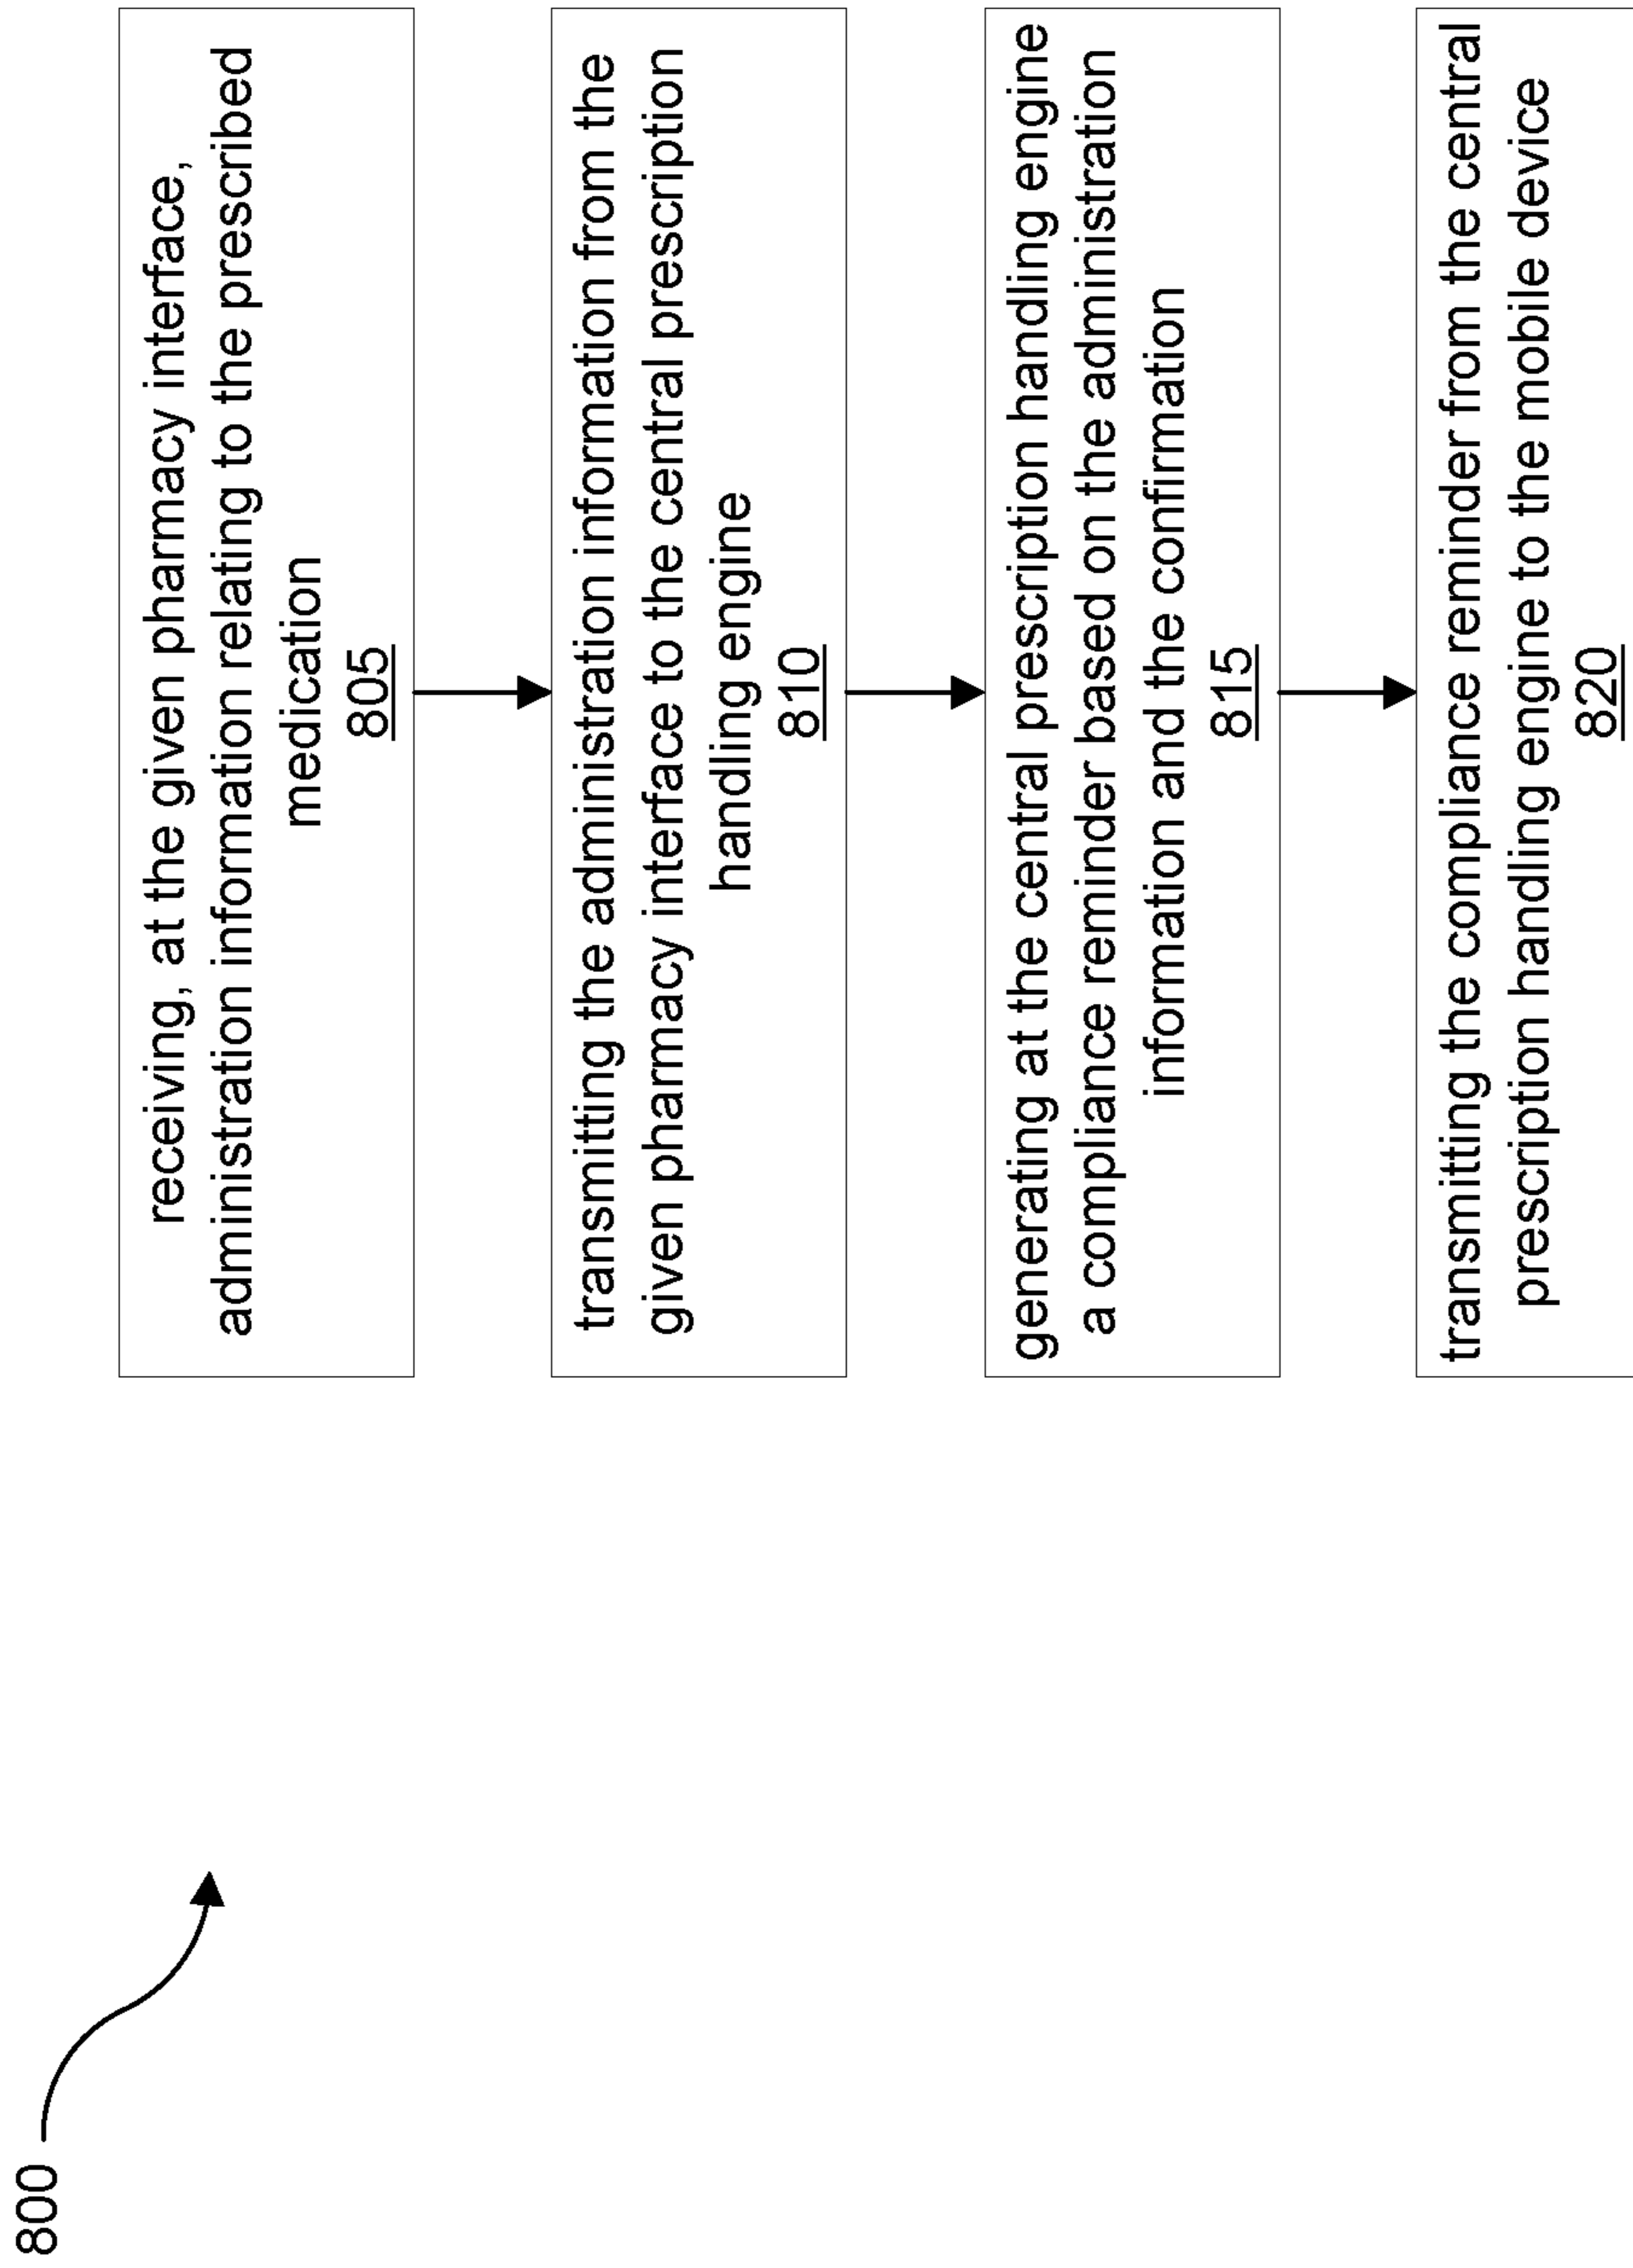 800
receiving, at the given pharmacy interface,
administration information relating to the prescribed
medication
805
transmitting the administration information from the
given pharmacy interface to the central prescription
handling engine
810
generating at the central prescription handling engine
a compliance reminder based on the administration
information and the confirmation
815
transmitting the compliance reminder from the central
prescription handling engine to the mobile device
820